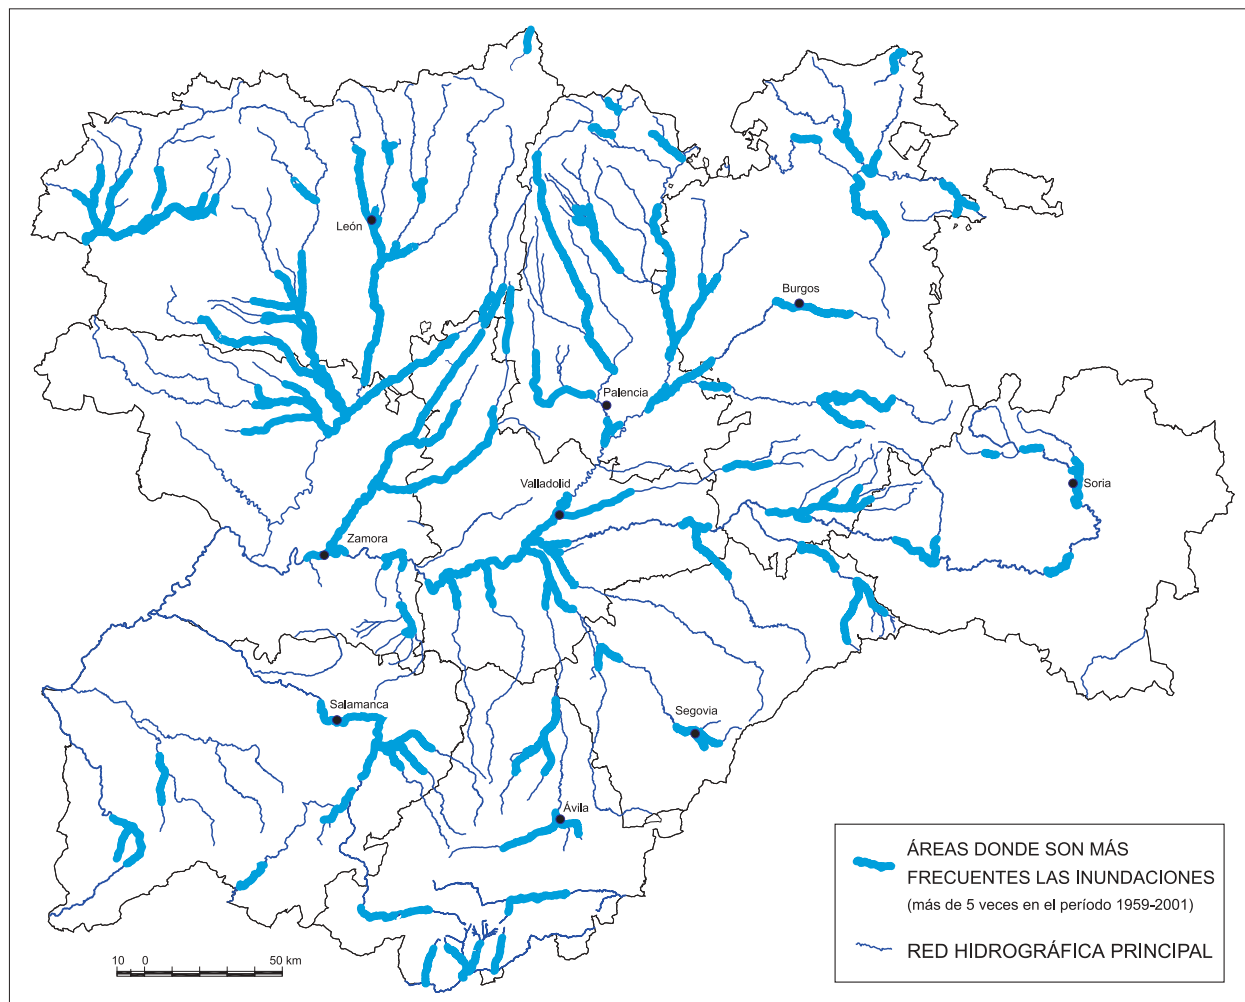 León
Burgos
Palencia
Valladolid
Soria
Zamora
Salamanca
Segovia
Ávila
ÁREAS DONDE SON MÁS
FRECUENTES LAS INUNDACIONES
(más de 5 veces en el período 1959-2001)
RED HIDROGRÁFICA PRINCIPAL
10 0 50 km